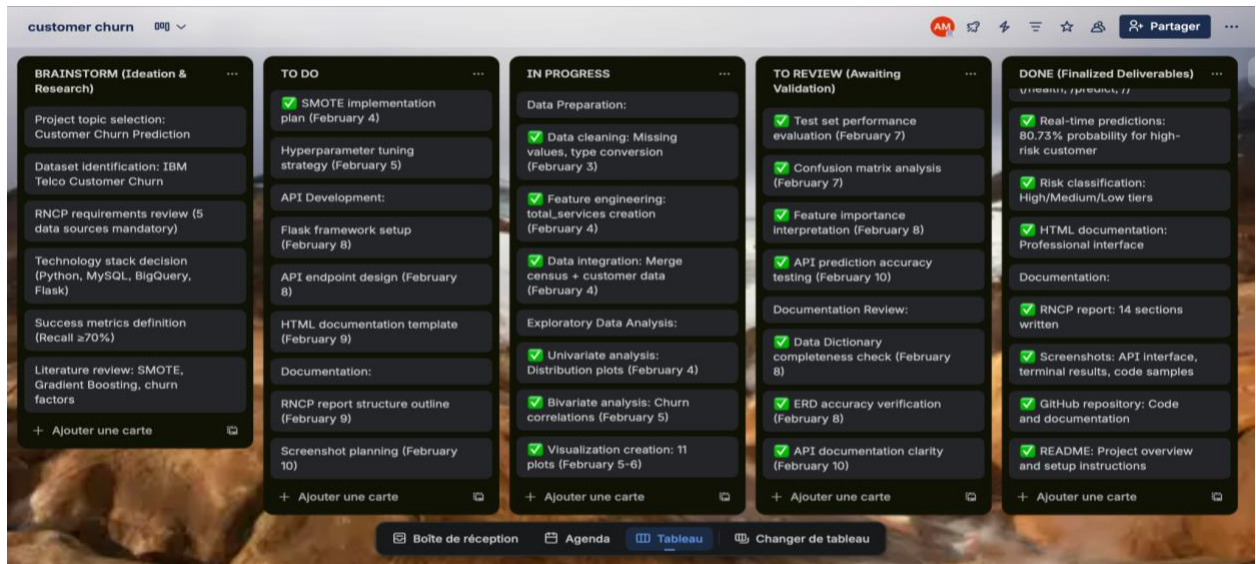 customer churn
AM
Partager
BRAINSTORM (Ideation &
Research)
Project topic selection:
Customer Churn Prediction
Dataset identification: IBM
Telco Customer Churn
RNCP requirements review (5
data sources mandatory)
Technology stack decision
(Python, MySQL, BigQuery,
Flask)
Success metrics definition
(Recall ≥70%)
Literature review: SMOTE,
Gradient Boosting, churn
factors
+ Ajouter une carte
TO DO
✅ SMOTE implementation
plan (February 4)
Hyperparameter tuning
strategy (February 5)
API Development:
Flask framework setup
(February 8)
API endpoint design (February
8)
HTML documentation template
(February 9)
Documentation:
RNCP report structure outline
(February 9)
Screenshot planning (February
10)
+ Ajouter une carte
IN PROGRESS
Data Preparation:
✅ Data cleaning: Missing
values, type conversion
(February 3)
✅ Feature engineering:
total_services creation
(February 4)
✅ Data integration: Merge
census + customer data
(February 4)
Exploratory Data Analysis:
✅ Univariate analysis:
Distribution plots (February 4)
✅ Bivariate analysis: Churn
correlations (February 5)
✅ Visualization creation: 11
plots (February 5-6)
+ Ajouter une carte
TO REVIEW (Awaiting
Validation)
✅ Test set performance
evaluation (February 7)
✅ Confusion matrix analysis
(February 7)
✅ Feature importance
interpretation (February 8)
✅ API prediction accuracy
testing (February 10)
Documentation Review:
✅ Data Dictionary
completeness check (February
8)
✅ ERD accuracy verification
(February 8)
✅ API documentation clarity
(February 10)
+ Ajouter une carte
DONE (Finalized Deliverables)
(/health, /predict, /)
✅ Real-time predictions:
80.73% probability for high-
risk customer
✅ Risk classification:
High/Medium/Low tiers
✅ HTML documentation:
Professional interface
Documentation:
✅ RNCP report: 14 sections
written
✅ Screenshots: API interface,
terminal results, code samples
✅ GitHub repository: Code
and documentation
✅ README: Project overview
and setup instructions
+ Ajouter une carte
Boîte de réception
Agenda
Tableau
Changer de tableau